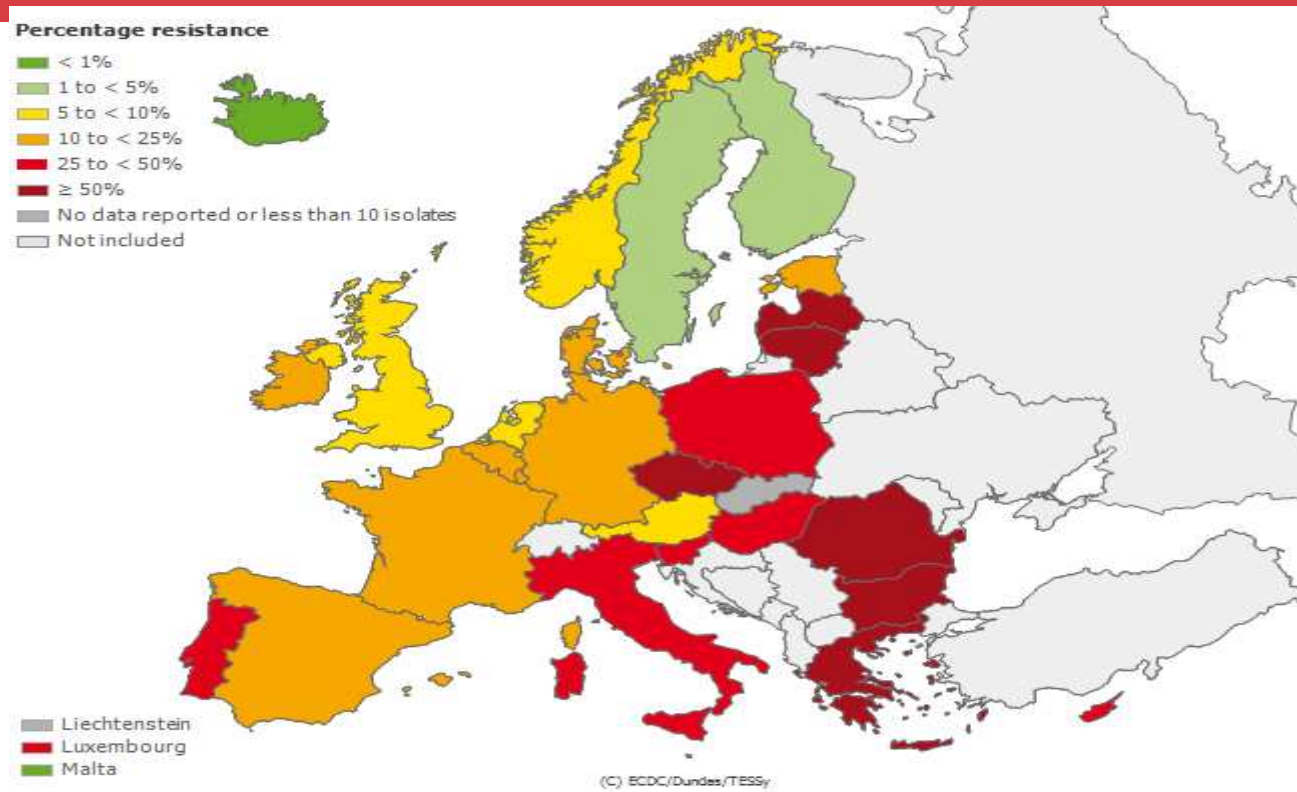 Percentage resistance
< 1%
1 to < 5%
5 to < 10%
10 to < 25%
25 to < 50%
≥ 50%
No data reported or less than 10 isolates
Not included
Liechtenstein
Luxembourg
Malta
(C) ECDC/Dundas/TESSy